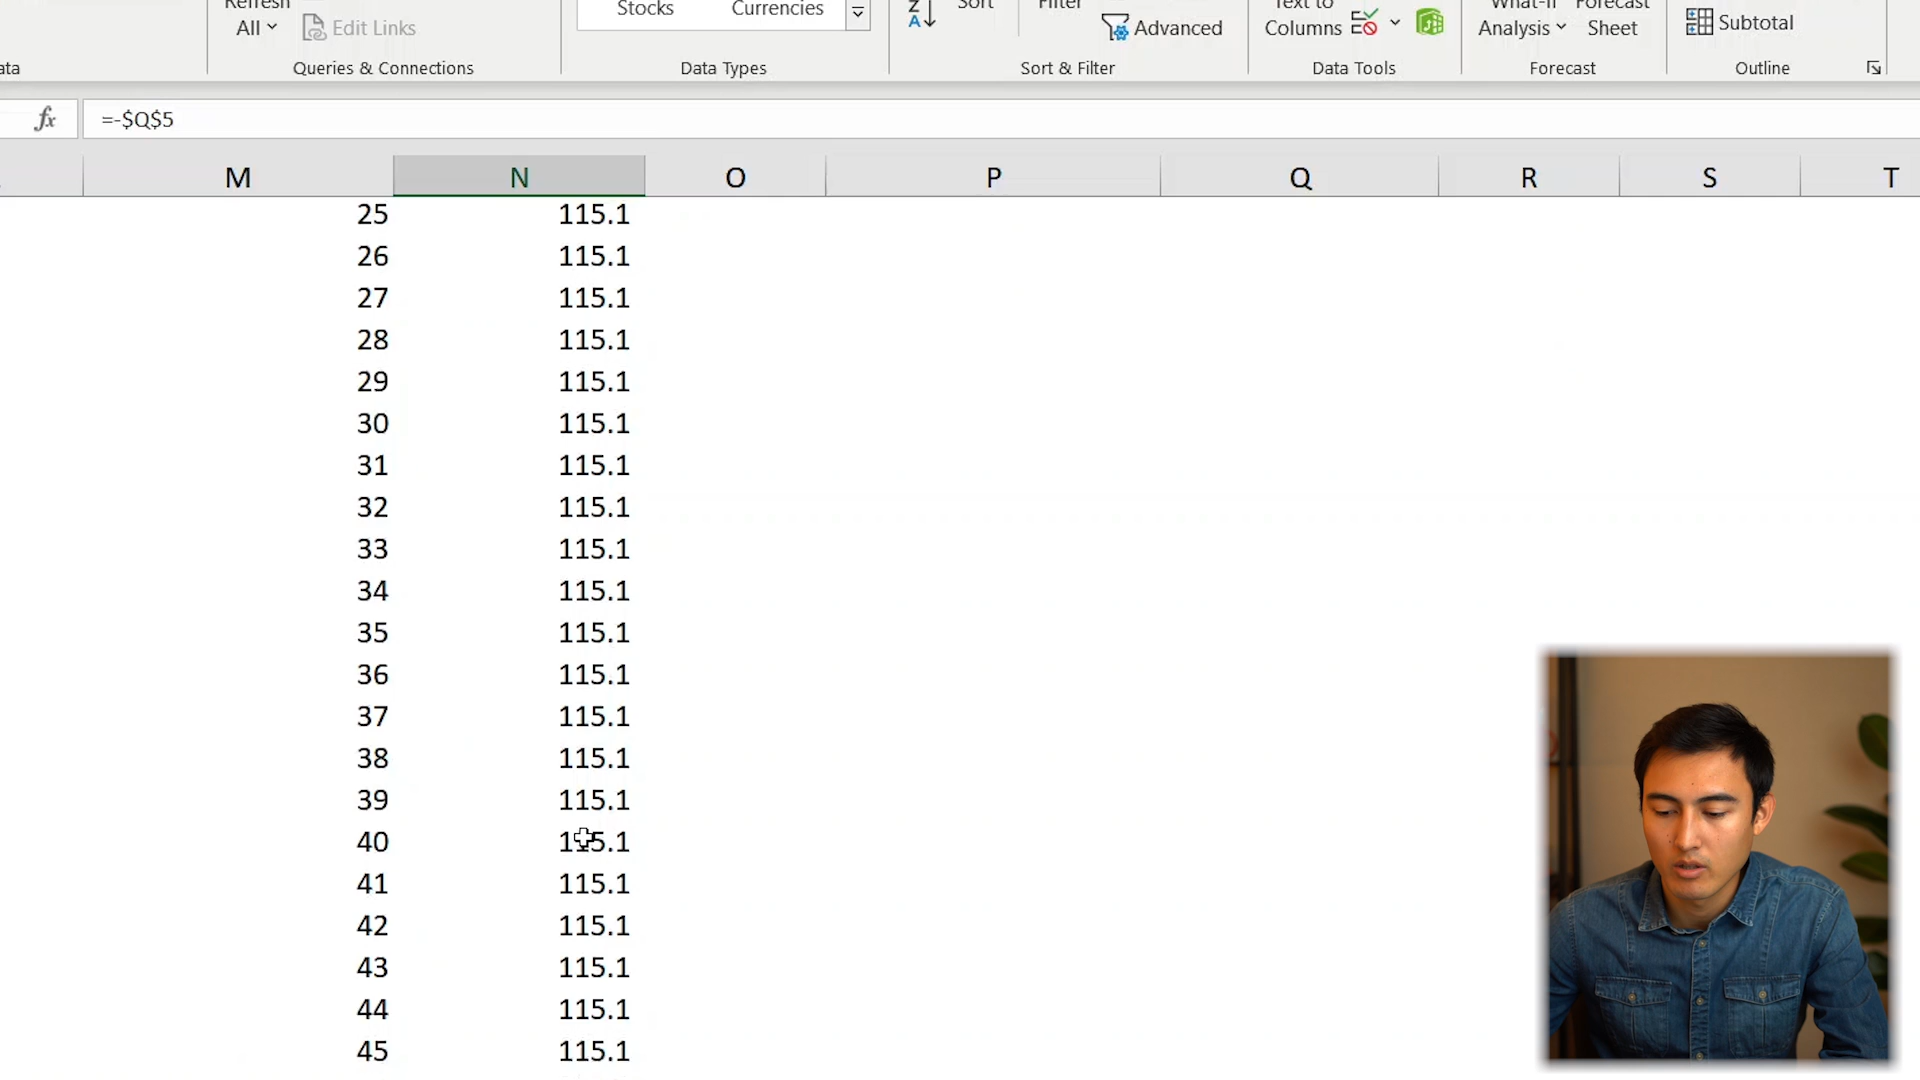 Refresh
All
Edit Links
Stocks
Currencies
Z
A
Sort
Filter
Advanced
Text to
Columns
What-If
Analysis
Forecast
Sheet
Subtotal
Queries & Connections
Data Types
Sort & Filter
Data Tools
Forecast
Outline
fx
=-$Q$5
M N O P Q R S T
25 115.1
26 115.1
27 115.1
28 115.1
29 115.1
30 115.1
31 115.1
32 115.1
33 115.1
34 115.1
35 115.1
36 115.1
37 115.1
38 115.1
39 115.1
40 115.1
41 115.1
42 115.1
43 115.1
44 115.1
45 115.1